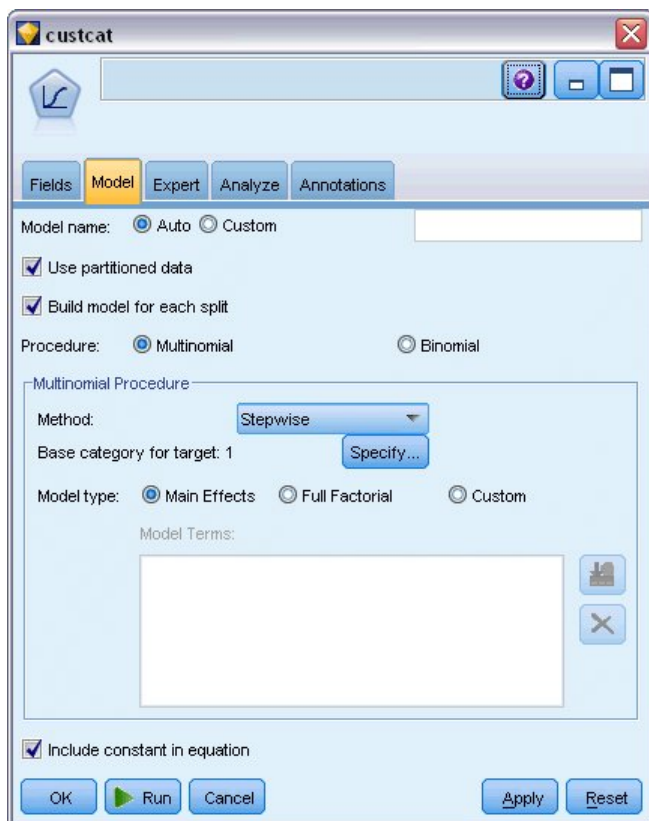 custcat
Fields Model Expert Analyze Annotations
Model name: Auto Custom
Use partitioned data
Build model for each split
Procedure: Multinomial Binomial
Multinomial Procedure
Method: Stepwise
Base category for target: 1 Specify...
Model type: Main Effects Full Factorial Custom
Model Terms:
Include constant in equation
OK Run Cancel Apply Reset